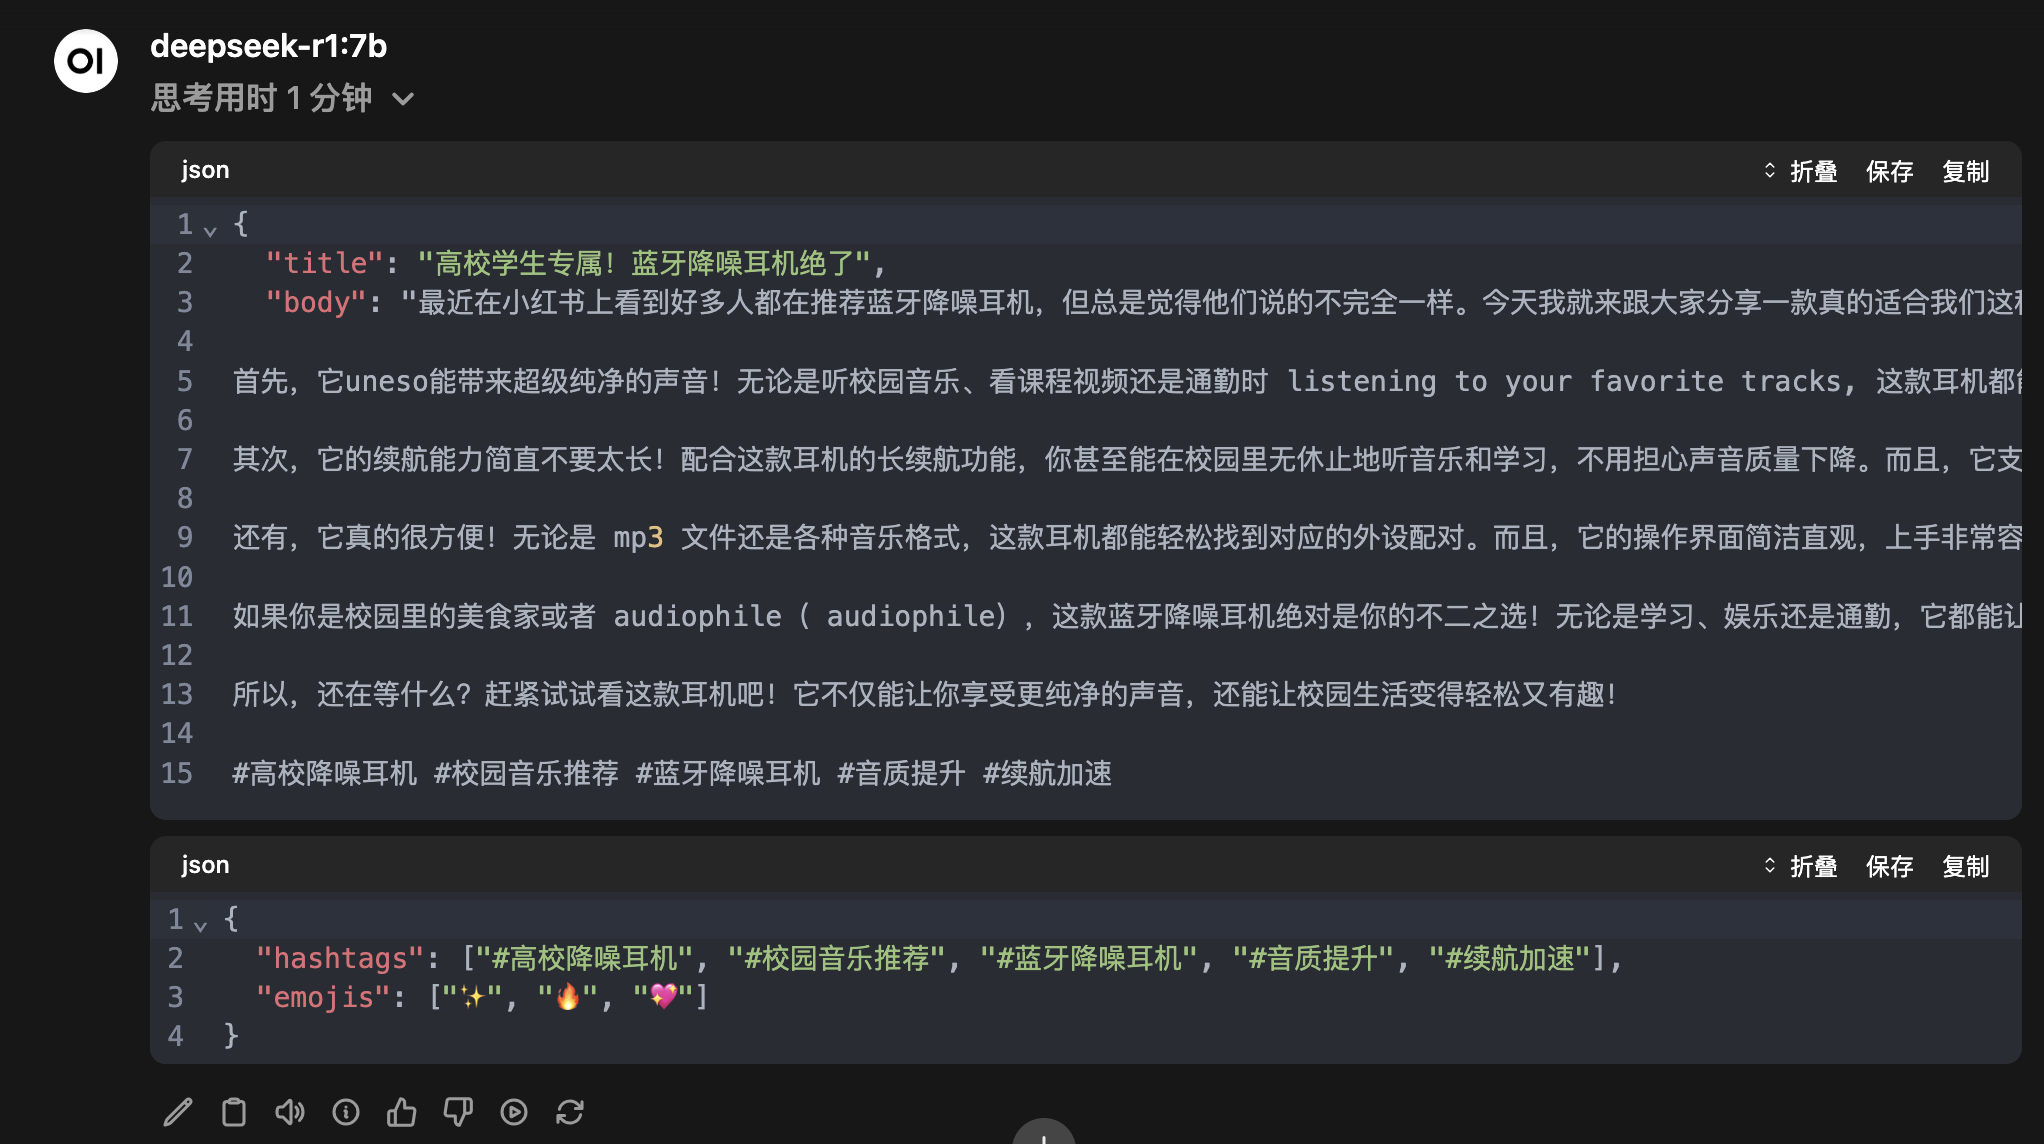 OI
deepseek-r1:7b
思考用时 1 分钟
json
折叠 保存 复制
1 {
2 "title": "高校学生专属！蓝牙降噪耳机绝了",
3 "body": "最近在小红书上看到好多人都在推荐蓝牙降噪耳机，但总是觉得他们说的不完全一样。今天我就来跟大家分享一款真的适合我们这
4
5 首先，它uneso能带来超级纯净的声音！无论是听校园音乐、看课程视频还是通勤时 listening to your favorite tracks, 这款耳机都
6
7 其次，它的续航能力简直不要太长！配合这款耳机的长续航功能，你甚至能在校园里无休止地听音乐和学习，不用担心声音质量下降。而且，它支
8
9 还有，它真的很方便！无论是 mp3 文件还是各种音乐格式，这款耳机都能轻松找到对应的外设配对。而且，它的操作界面简洁直观，上手非常容
10
11 如果你是校园里的美食家或者 audiophile ( audiophile) ，这款蓝牙降噪耳机绝对是你的不二之选！无论是学习、娱乐还是通勤，它都能让
12
13 所以，还在等什么？赶紧试试看这款耳机吧！它不仅能让你享受更纯净的声音，还能让校园生活变得轻松又有趣！
14
15 #高校降噪耳机 #校园音乐推荐 #蓝牙降噪耳机 #音质提升 #续航加速
json
折叠 保存 复制
1 {
2 "hashtags": ["#高校降噪耳机", "#校园音乐推荐", "#蓝牙降噪耳机", "#音质提升", "#续航加速"],
3 "emojis": ["✨", "🔥", "💖"]
4 }